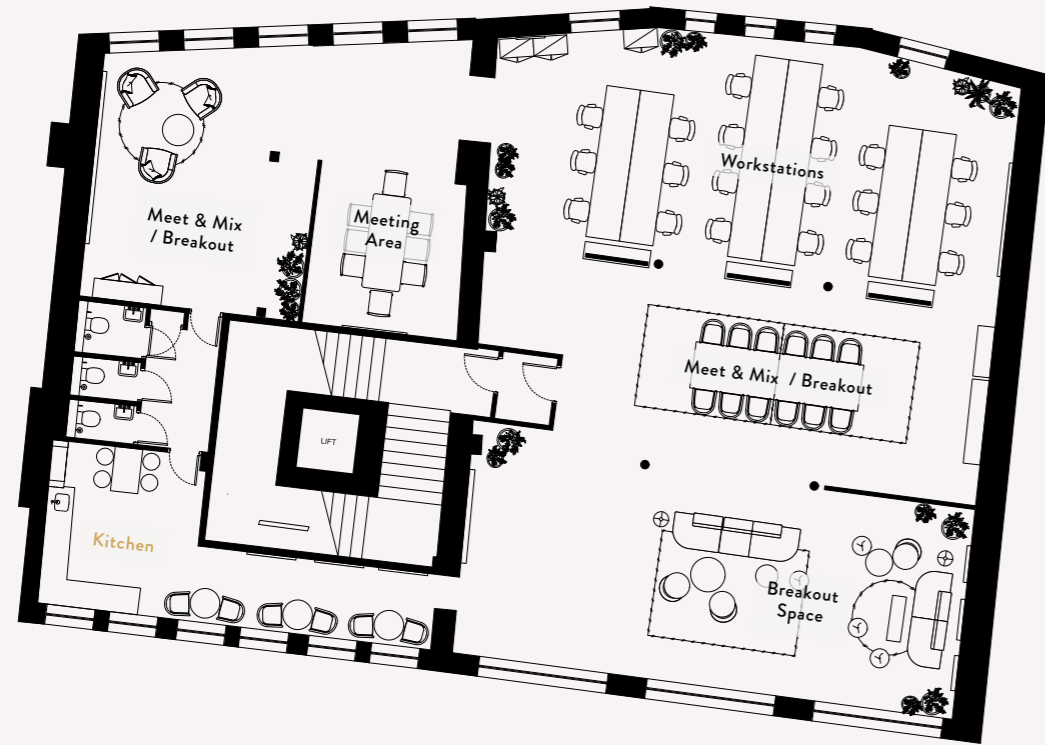 Workstations
Meet & Mix
/ Breakout
Meeting
Area
Meet & Mix / Breakout
LIFT
Kitchen
Breakout
Space